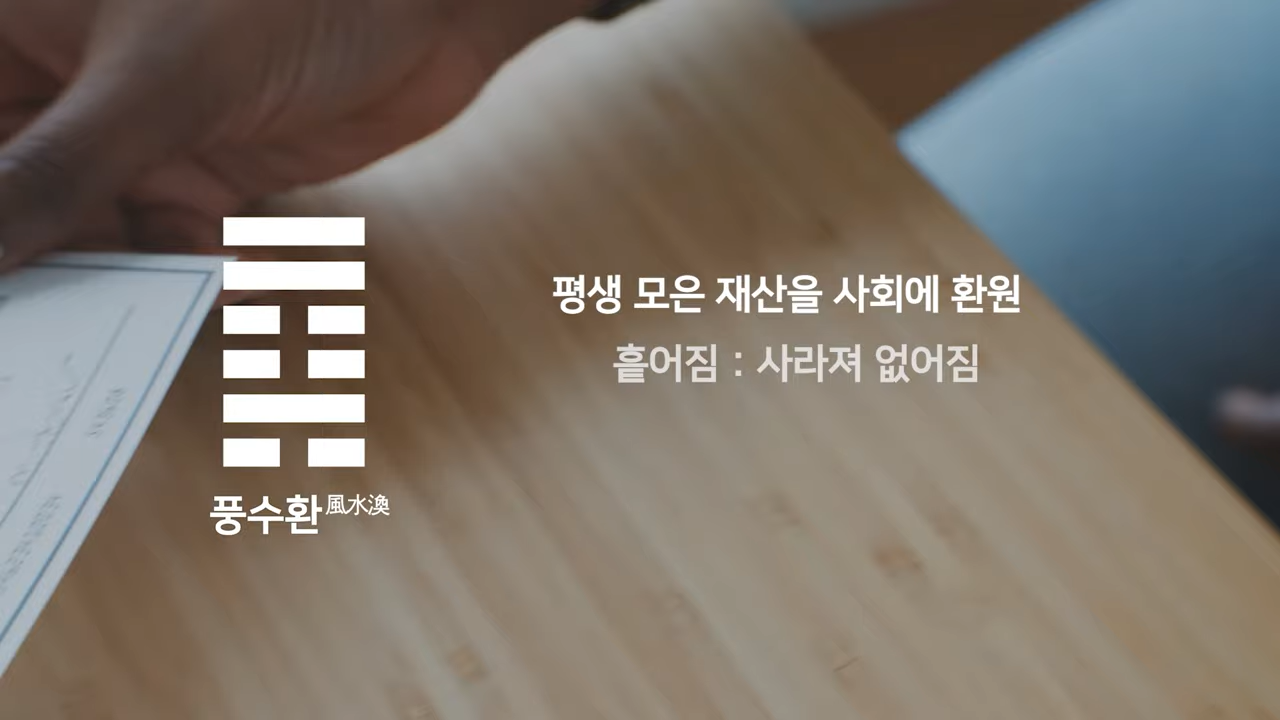 평생 모은 재산을 사회에 환원
흩어짐 : 사라져 없어짐
풍수환 風水渙